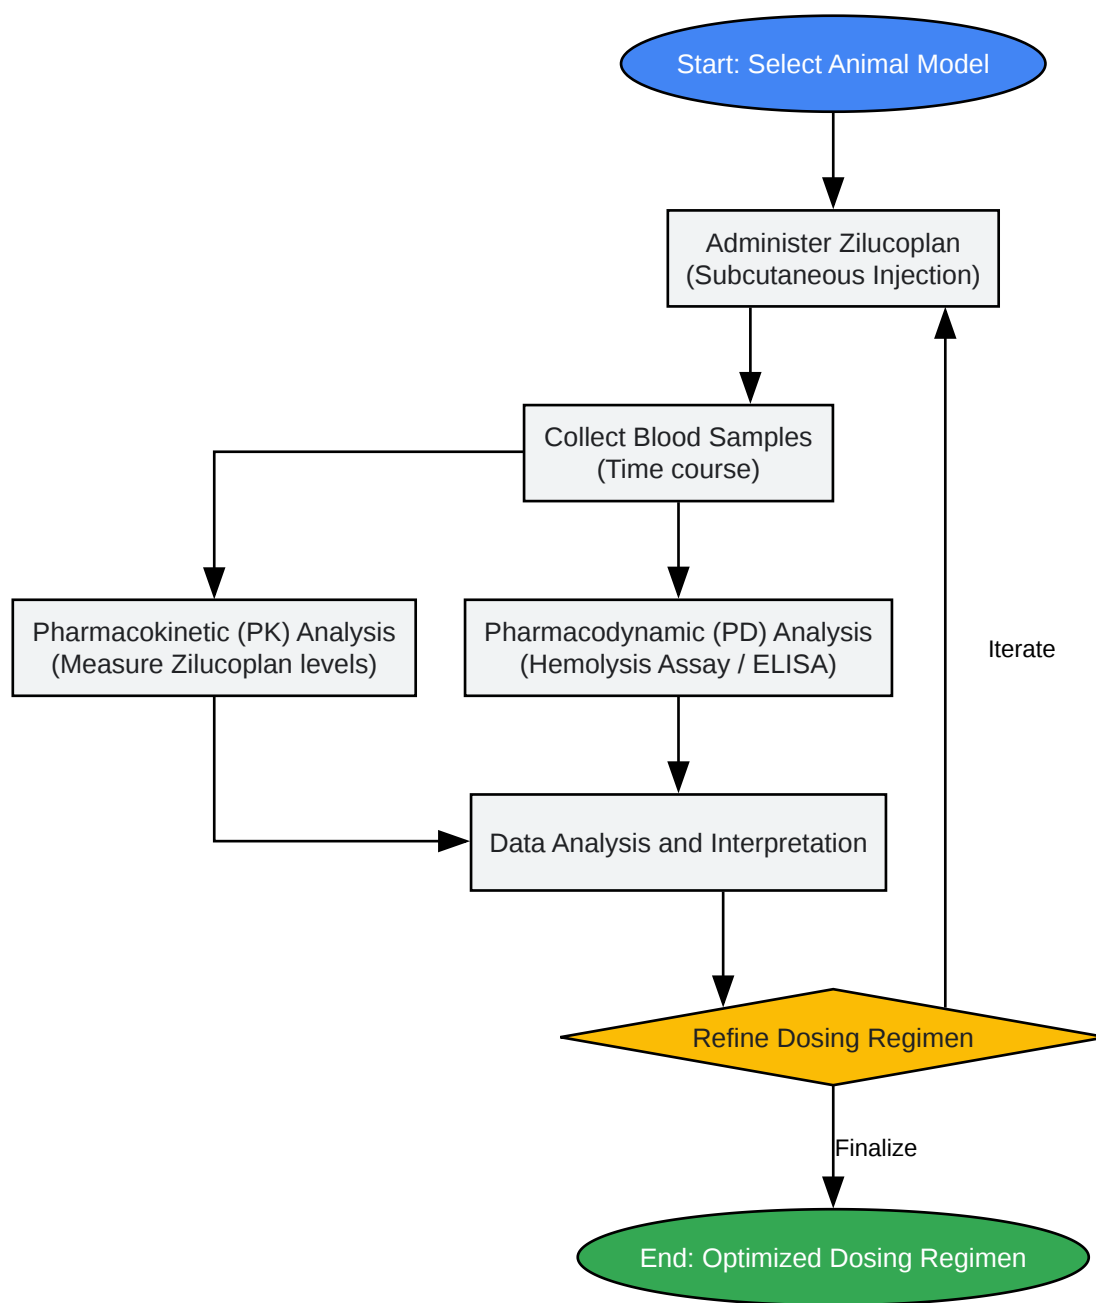 Start: Select Animal Model
Administer Zilucoplan
(Subcutaneous Injection)
Collect Blood Samples
(Time course)
Pharmacokinetic (PK) Analysis
(Measure Zilucoplan levels)
Pharmacodynamic (PD) Analysis
(Hemolysis Assay / ELISA)
Iterate
Data Analysis and Interpretation
Refine Dosing Regimen
Finalize
End: Optimized Dosing Regimen